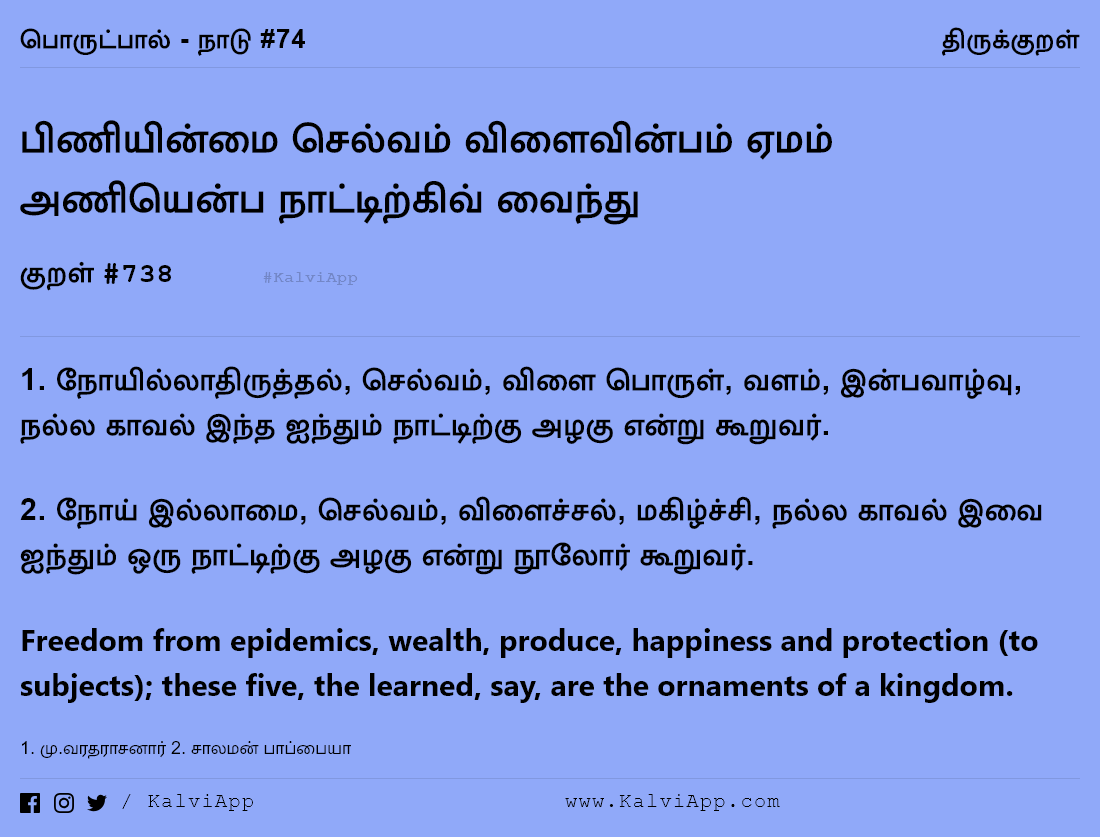 பொருட்பால் - நாடு #74
திருக்குறள்
பிணியின்மை செல்வம் விளைவின்பம் ஏமம்
அணியென்ப நாட்டிற்கிவ் வைந்து
குறள் #738
#KalviApp
1. நோயில்லாதிருத்தல், செல்வம், விளை பொருள், வளம், இன்பவாழ்வு,
நல்ல காவல் இந்த ஐந்தும் நாட்டிற்கு அழகு என்று கூறுவர்.
2. நோய் இல்லாமை, செல்வம், விளைச்சல், மகிழ்ச்சி, நல்ல காவல் இவை
ஐந்தும் ஒரு நாட்டிற்கு அழகு என்று நூலோர் கூறுவர்.
Freedom from epidemics, wealth, produce, happiness and protection (to
subjects); these five, the learned, say, are the ornaments of a kingdom.
1. மு.வரதராசனார் 2. சாலமன் பாப்பையா
/ KalviApp
www.KalviApp.com